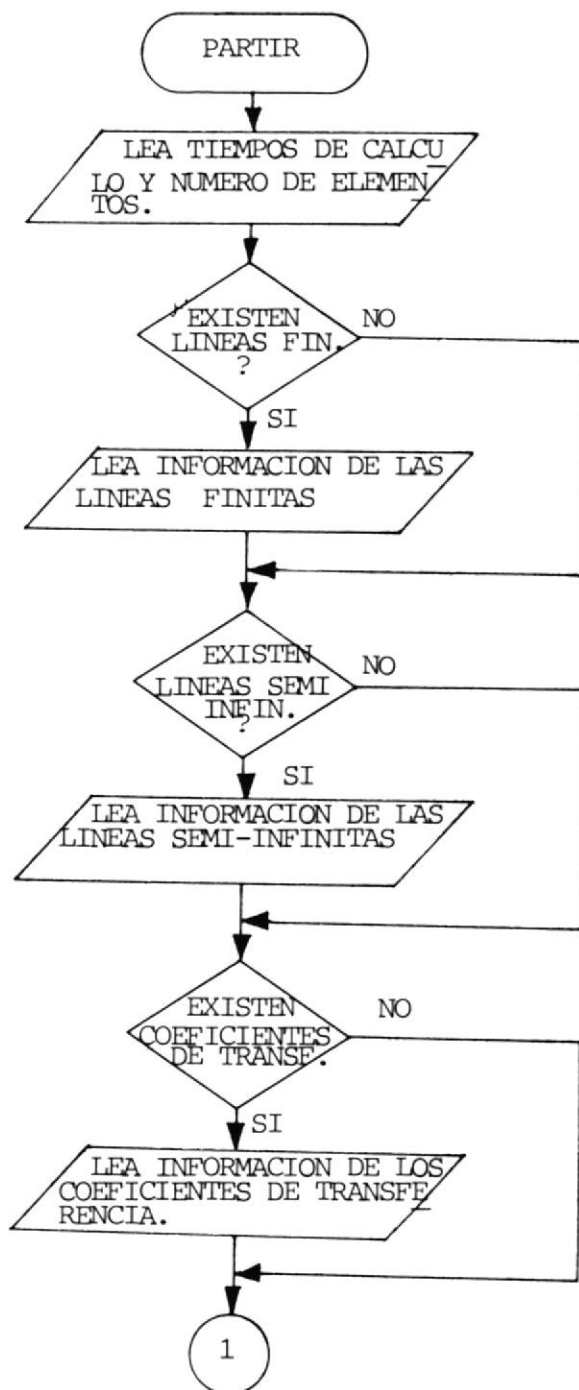 PARTIR
LEA TIEMPOS DE CALCU
LO Y NUMERO DE ELEMEN
TOS.
EXISTEN
LINEAS FIN.
?
NO
SI
LEA INFORMACION DE LAS
LINEAS FINITAS
EXISTEN
LINEAS SEMI
INFIN.
?
NO
SI
LEA INFORMACION DE LAS
LINEAS SEMI-INFINITAS
EXISTEN
COEFICIENTES
DE TRANSF.
NO
SI
LEA INFORMACION DE LOS
COEFICIENTES DE TRANSFE
RENCIA.
1